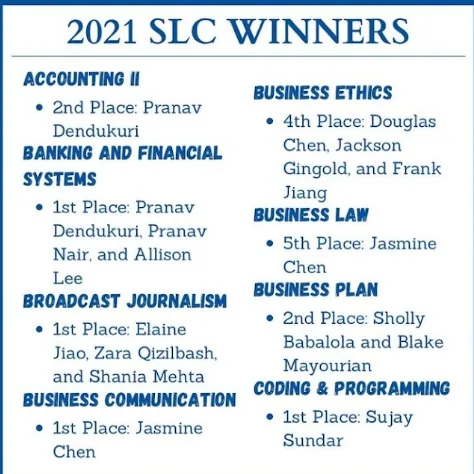 2021 SLC WINNERS
ACCOUNTING II
• 2nd Place: Pranav
Dendukuri
BANKING AND FINANCIAL
SYSTEMS
• 1st Place: Pranav
Dendukuri, Pranav
Nair, and Allison
Lee
BROADCAST JOURNALISM
• 1st Place: Elaine
Jiao, Zara Qizilbash,
and Shania Mehta
BUSINESS COMMUNICATION
• 1st Place: Jasmine
Chen
BUSINESS ETHICS
• 4th Place: Douglas
Chen, Jackson
Gingold, and Frank
Jiang
BUSINESS LAW
• 5th Place: Jasmine
Chen
BUSINESS PLAN
• 2nd Place: Sholly
Babalola and Blake
Mayourian
CODING & PROGRAMMING
• 1st Place: Sujay
Sundar